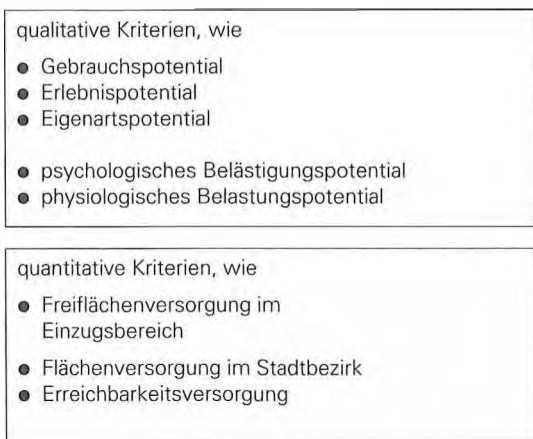 qualitative Kriterien, wie
● Gebrauchspotential
● Erlebnispotential
● Eigenartspotential
● psychologisches Belästigungspotential
● physiologisches Belastungspotential
quantitative Kriterien, wie
● Freiflächenversorgung im
Einzugsbereich
● Flächenversorgung im Stadtbezirk
● Erreichbarkeitsversorgung